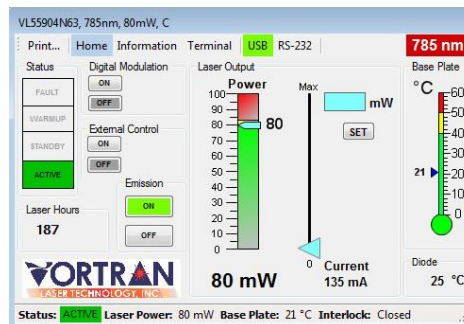 VL55904N63, 785nm, 80mW, C
Print... Home Information Terminal USB RS-232 785 nm
Status
FAULT
WARMUP
STANDBY
ACTIVE
Digital Modulation
ON
OFF
External Control
ON
OFF
Emission
ON
OFF
Laser Hours
187
VORTRAN
LASER TECHNOLOGY, INC.
Laser Output
Power
100
90
80
70
60
50
40
30
20
10
0
80
80 mW
Max
0
mW
SET
Current
135 mA
Base Plate
°C
60
50
40
30
20
10
0
21
Diode
25 °C
Status: ACTIVE Laser Power: 80 mW Base Plate: 21 °C Interlock: Closed